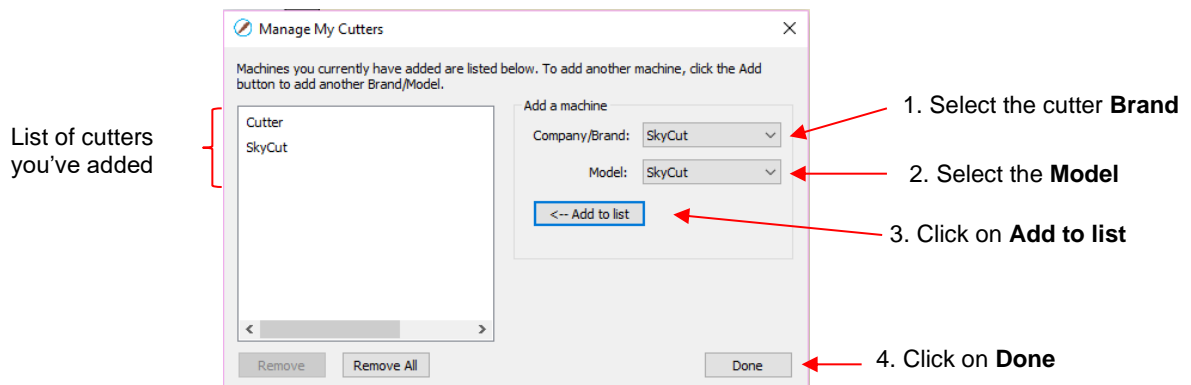 Manage My Cutters
Machines you currently have added are listed below. To add another machine, click the Add
button to add another Brand/Model.
List of cutters
you've added
Cutter
SkyCut
Add a machine
Company/Brand: SkyCut
Model: SkyCut
<-- Add to list
1. Select the cutter Brand
2. Select the Model
3. Click on Add to list
Remove
Remove All
Done
4. Click on Done